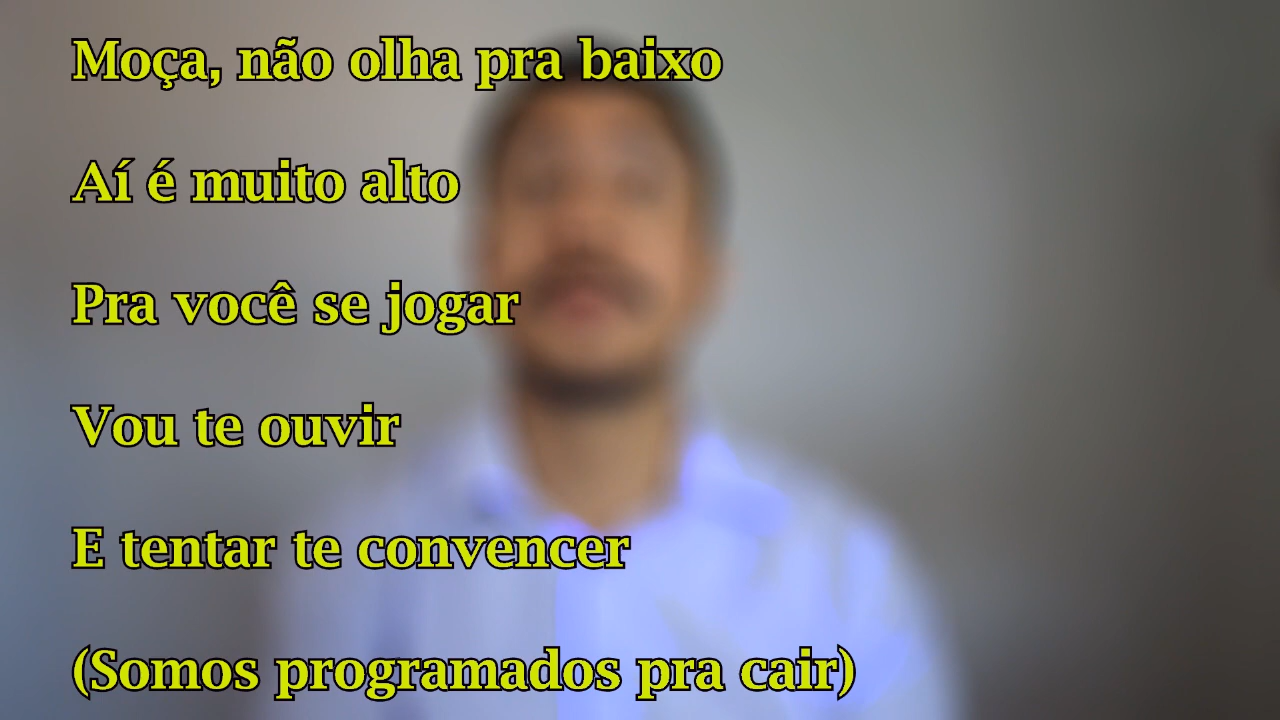 Moça, não olha pra baixo
Aí é muito alto
Pra você se jogar
Vou te ouvir
E tentar te convencer
(Somos programados pra cair)